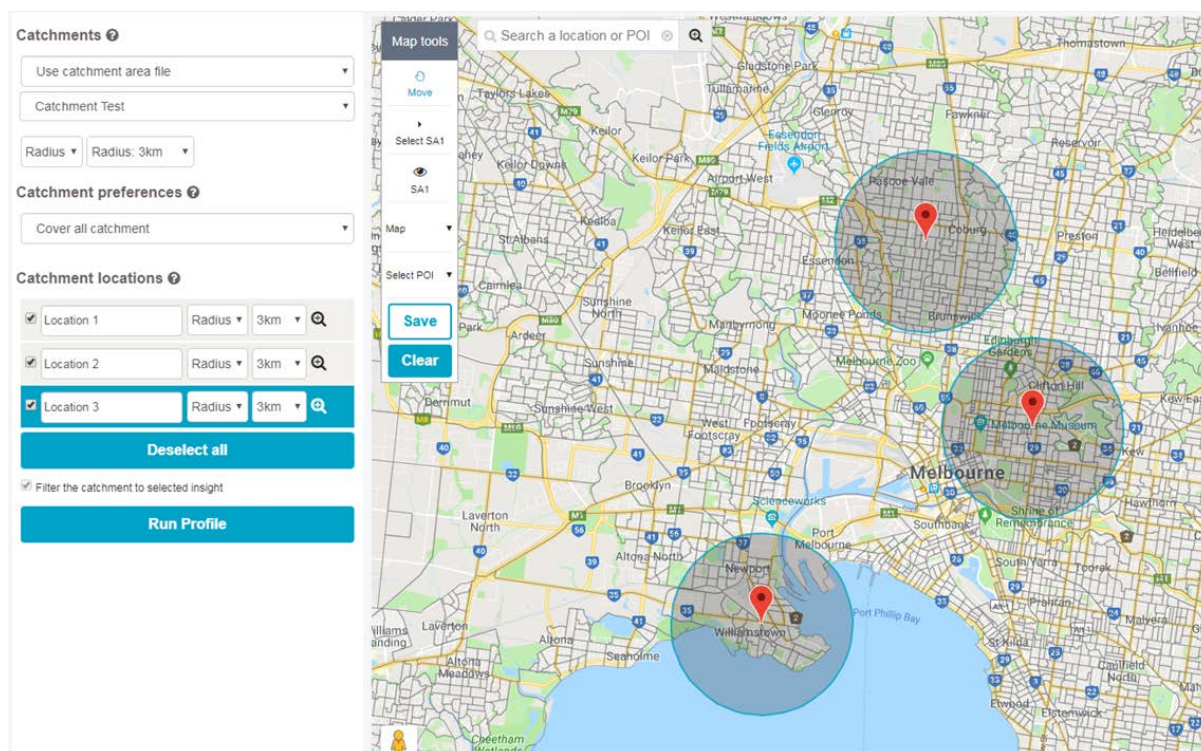 Catchments
Use catchment area file
Catchment Test
Radius
Radius: 3km
Catchment preferences
Cover all catchment
Catchment locations
Location 1 Radius 3km
Location 2 Radius 3km
Location 3 Radius 3km
Deselect all
Filter the catchment to selected insight
Run Profile
Map tools
Move
Select SA1
SA1
Map
Select POI
Save
Clear
Search a location or POI
Gladstone Park
Thomastown
Taylors Lakes
Tullamarine
Glenroy
Fawkner
Keilor
Essendon
Fields Airport
Reservoir
Keilor Downs
Keilor Park
Airport West
Pascoe Vale
Kealba
Keilor East
Coburg
Preston
St Albans
Essendon
Bellfield
Cairnlea
Sunshine
North
Moonee Ponds
Brunswick
Maribyrnong
Ardeer
Edinburgh
Gardens
Sunshine
Maidstone
Melbourne Zoo
Clifton Hill
Derrimut
Sunshine West
West
Footscray
Footscray
Melbourne Museum
Kew
Melbourne
Brooklyn
Scienceworks
Hawthorn
Laverton
North
Port
Melbourne
Southbank
Shrine of
Remembrance
Altona North
Newport
South Yarra
Toorak
Port Phillip Bay
Prahran
Malvern
Williamstown
Laverton
Altona
Seaholme
St Kilda
Altona
Meadows
Caulfield
North
Elwood
Elsternwick
Cheetham
Wetlands